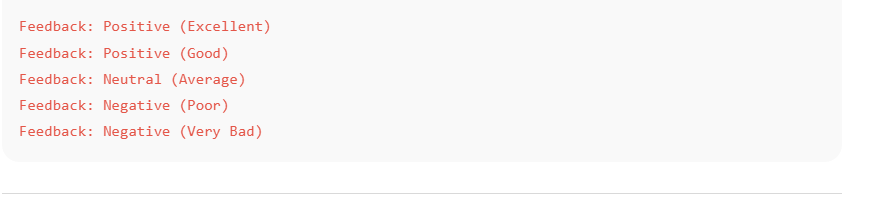 Feedback: Positive (Excellent)
Feedback: Positive (Good)
Feedback: Neutral (Average)
Feedback: Negative (Poor)
Feedback: Negative (Very Bad)